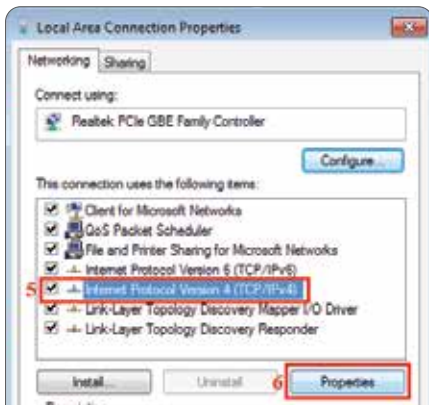 Local Area Connection Properties
Networking Sharing
Connect using:
Realtek PCIe GBE Family Controller
Configure...
This connection uses the following items:
Client for Microsoft Networks
QoS Packet Scheduler
File and Printer Sharing for Microsoft Networks
Internet Protocol Version 6 (TCP/IPv6)
5 Internet Protocol Version 4 (TCP/IPv4)
Link-Layer Topology Discovery Mapper I/O Driver
Link-Layer Topology Discovery Responder
Install... Uninstall 6 Properties